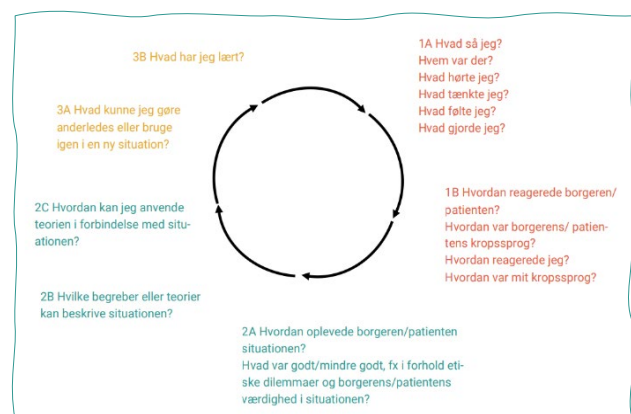 1A Hvad så jeg?
Hvem var der?
Hvad hørte jeg?
Hvad tænkte jeg?
Hvad følte jeg?
Hvad gjorde jeg?
1B Hvordan reagerede borgeren/
patienten?
Hvordan var borgerens/ patien-
tens kropssprog?
Hvordan reagerede jeg?
Hvordan var mit kropssprog?
2A Hvordan oplevede borgeren/patienten
situationen?
Hvad var godt/mindre godt, fx i forhold eti-
ske dilemmaer og borgerens/patientens
værdighed i situationen?
2B Hvilke begreber eller teorier
kan beskrive situationen?
2C Hvordan kan jeg anvende
teorien i forbindelse med situ-
ationen?
3A Hvad kunne jeg gøre
anderledes eller bruge
igen i en ny situation?
3B Hvad har jeg lært?